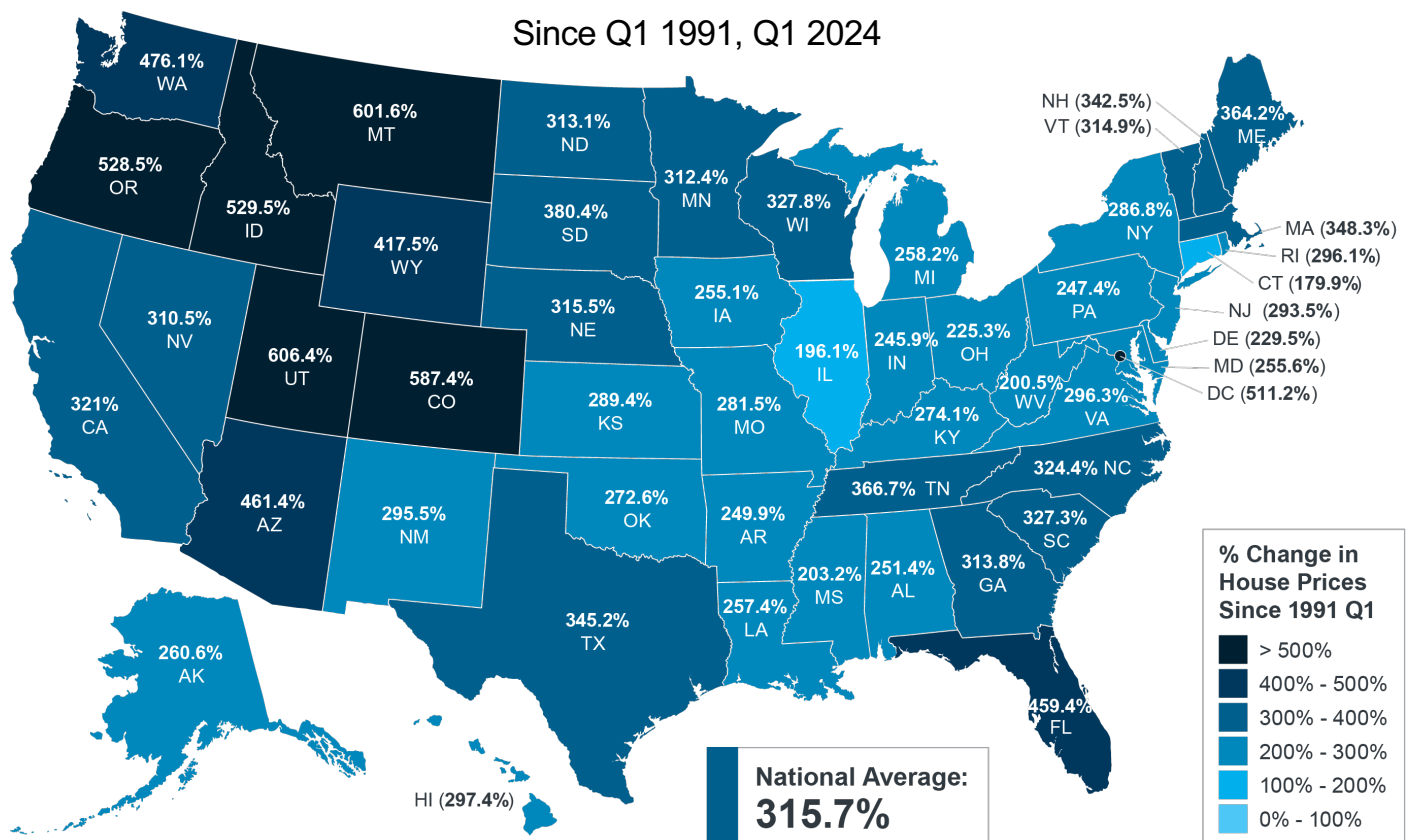 Since Q1 1991, Q1 2024
476.1%
WA
528.5%
OR
529.5%
ID
601.6%
MT
417.5%
WY
313.1%
ND
380.4%
SD
315.5%
NE
312.4%
MN
327.8%
WI
258.2%
MI
255.1%
IA
196.1%
IL
245.9%
IN
225.3%
OH
247.4%
PA
286.8%
NY
364.2%
ME
NH (342.5%)
VT (314.9%)
MA (348.3%)
RI (296.1%)
CT (179.9%)
NJ (293.5%)
DE (229.5%)
MD (255.6%)
DC (511.2%)
321%
CA
310.5%
NV
606.4%
UT
587.4%
CO
289.4%
KS
281.5%
MO
274.1%
KY
200.5%
WV
296.3%
VA
461.4%
AZ
295.5%
NM
272.6%
OK
249.9%
AR
366.7% TN
324.4% NC
327.3%
SC
203.2%
MS
251.4%
AL
313.8%
GA
345.2%
TX
257.4%
LA
459.4%
FL
260.6%
AK
HI (297.4%)
National Average:
315.7%
% Change in
House Prices
Since 1991 Q1
> 500%
400% - 500%
300% - 400%
200% - 300%
100% - 200%
0% - 100%